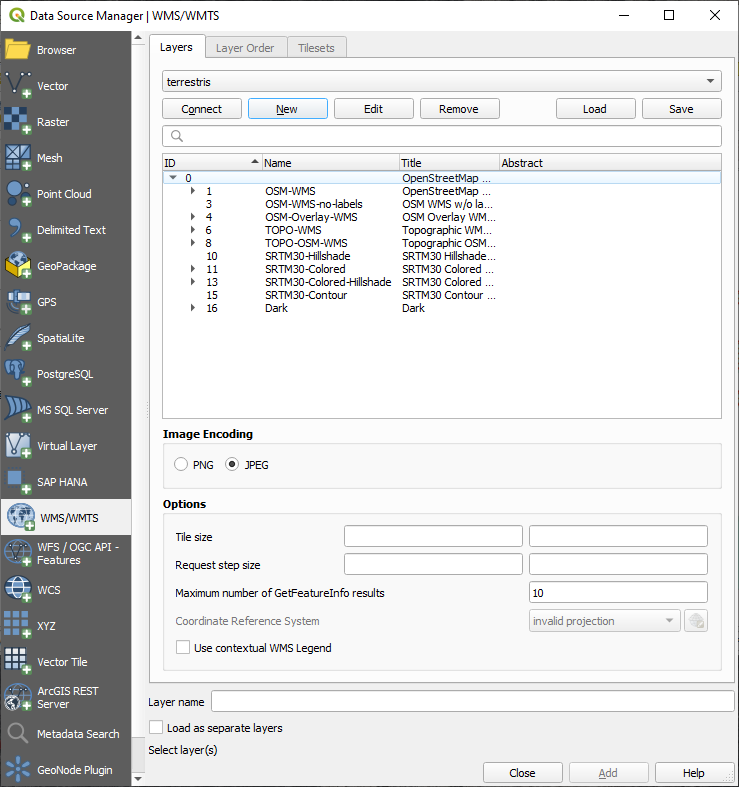 Data Source Manager | WMS/WMTS
Browser
Vector
Raster
Mesh
Point Cloud
Delimited Text
GeoPackage
GPS
SpatiaLite
PostgreSQL
MS SQL Server
Virtual Layer
SAP HANA
WMS/WMTS
WFS / OGC API -
Features
WCS
XYZ
Vector Tile
ArcGIS REST
Server
Metadata Search
GeoNode Plugin
Layers Layer Order Tilesets
terrestris
Connect New Edit Remove Load Save
ID Name Title Abstract
0 OpenStreetMap ...
1 OSM-WMS OpenStreetMap ...
3 OSM-WMS-no-labels OSM WMS w/o la...
4 OSM-Overlay-WMS OSM Overlay WM...
6 TOPO-WMS Topographic WM...
8 TOPO-OSM-WMS Topographic OSM...
10 SRTM30-Hillshade SRTM30 Hillshade...
11 SRTM30-Colored SRTM30 Colored ...
13 SRTM30-Colored-Hillshade SRTM30 Colored ...
15 SRTM30-Contour SRTM30 Contour ...
16 Dark Dark
Image Encoding
PNG JPEG
Options
Tile size
Request step size
Maximum number of GetFeatureInfo results 10
Coordinate Reference System invalid projection
Use contextual WMS Legend
Layer name
Load as separate layers
Select layer(s)
Close Add Help